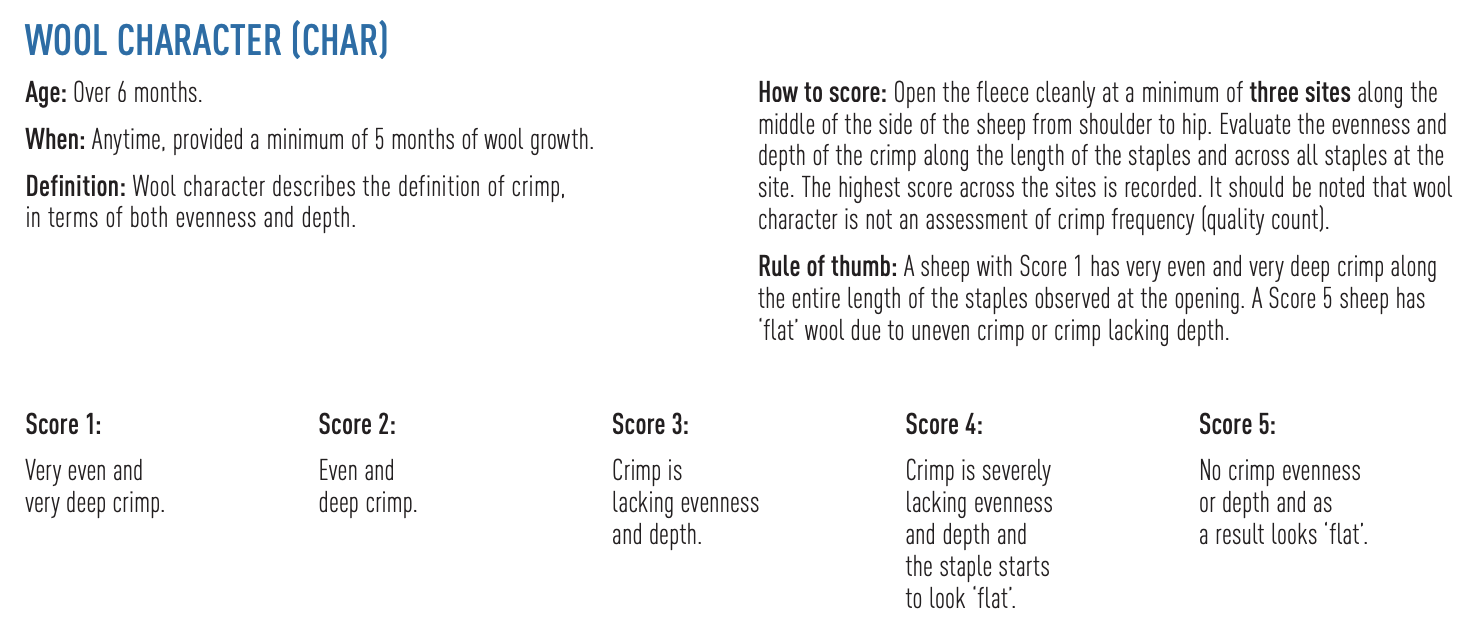 WOOL CHARACTER (CHAR)
Age: Over 6 months.
When: Anytime, provided a minimum of 5 months of wool growth.
Definition: Wool character describes the definition of crimp,
in terms of both evenness and depth.
How to score: Open the fleece cleanly at a minimum of three sites along the
middle of the side of the sheep from shoulder to hip. Evaluate the evenness and
depth of the crimp along the length of the staples and across all staples at the
site. The highest score across the sites is recorded. It should be noted that wool
character is not an assessment of crimp frequency (quality count).
Rule of thumb: A sheep with Score 1 has very even and very deep crimp along
the entire length of the staples observed at the opening. A Score 5 sheep has
'flat' wool due to uneven crimp or crimp lacking depth.
Score 1:
Very even and
very deep crimp.
Score 2:
Even and
deep crimp.
Score 3:
Crimp is
lacking evenness
and depth.
Score 4:
Crimp is severely
lacking evenness
and depth and
the staple starts
to look 'flat'.
Score 5:
No crimp evenness
or depth and as
a result looks 'flat'.